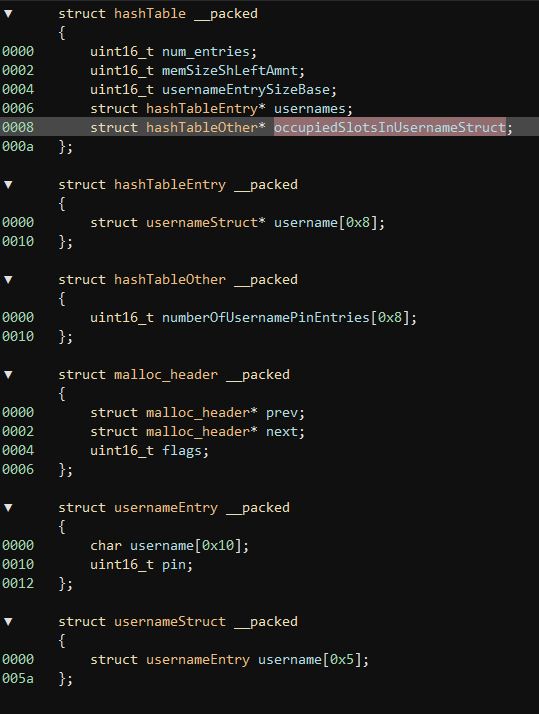 ▼ struct hashTable __packed
{
0000 uint16_t num_entries;
0002 uint16_t memSizeShLeftAmnt;
0004 uint16_t usernameEntrySizeBase;
0006 struct hashTableEntry* usernames;
0008 struct hashTableOther* occupiedSlotsInUsernameStruct;
000a };
▼ struct hashTableEntry __packed
{
0000 struct usernameStruct* username[0x8];
0010 };
▼ struct hashTableOther __packed
{
0000 uint16_t numberOfUsernamePinEntries[0x8];
0010 };
▼ struct malloc_header __packed
{
0000 struct malloc_header* prev;
0002 struct malloc_header* next;
0004 uint16_t flags;
0006 };
▼ struct usernameEntry __packed
{
0000 char username[0x10];
0010 uint16_t pin;
0012 };
▼ struct usernameStruct __packed
{
0000 struct usernameEntry username[0x5];
005a };